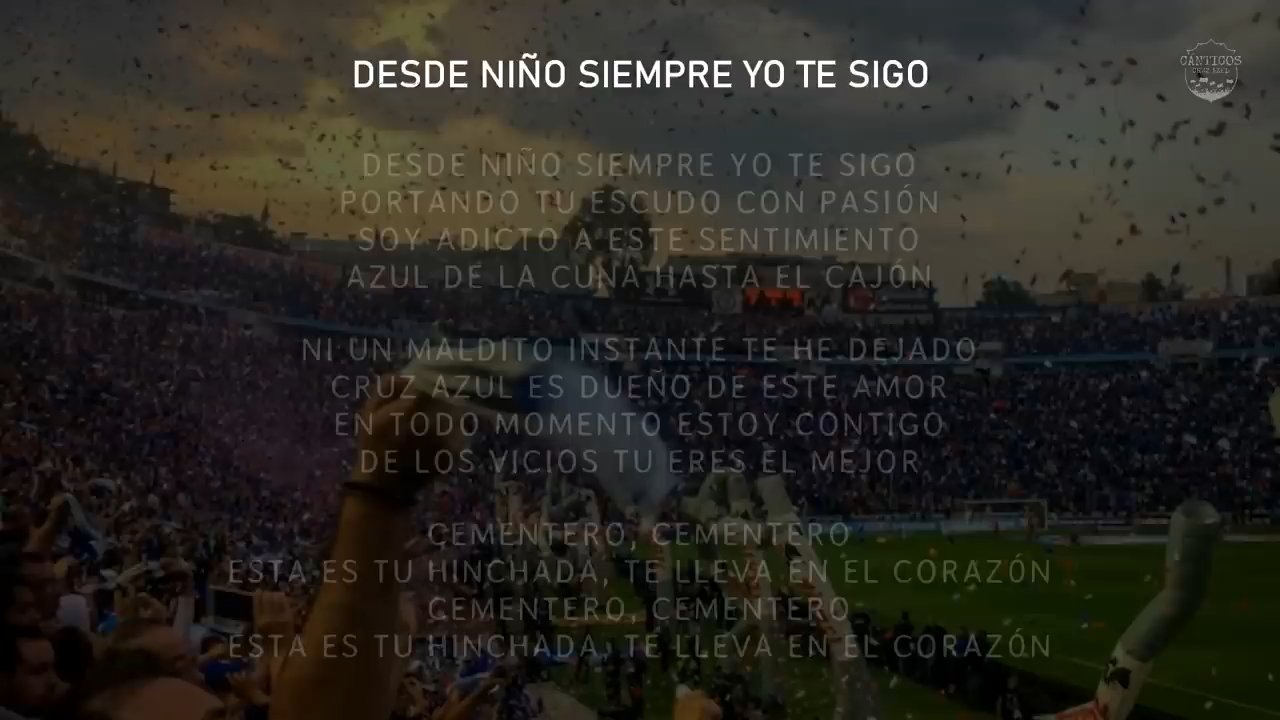 DESDE NIÑO SIEMPRE YO TE SIGO
CÁNTICOS
CRUZ AZUL
DESDE NIÑO SIEMPRE YO TE SIGO
PORTANDO TU ESCUDO CON PASIÓN
SOY ADICTO A ESTE SENTIMIENTO
AZUL DE LA CUNA HASTA EL CAJÓN
NI UN MALDITO INSTANTE TE HE DEJADO
CRUZ AZUL ES DUEÑO DE ESTE AMOR
EN TODO MOMENTO ESTOY CONTIGO
DE LOS VICIOS TU ERES EL MEJOR
CEMENTERO, CEMENTERO
ESTA ES TU HINCHADA, TE LLEVA EN EL CORAZÓN
CEMENTERO, CEMENTERO
ESTA ES TU HINCHADA, TE LLEVA EN EL CORAZÓN